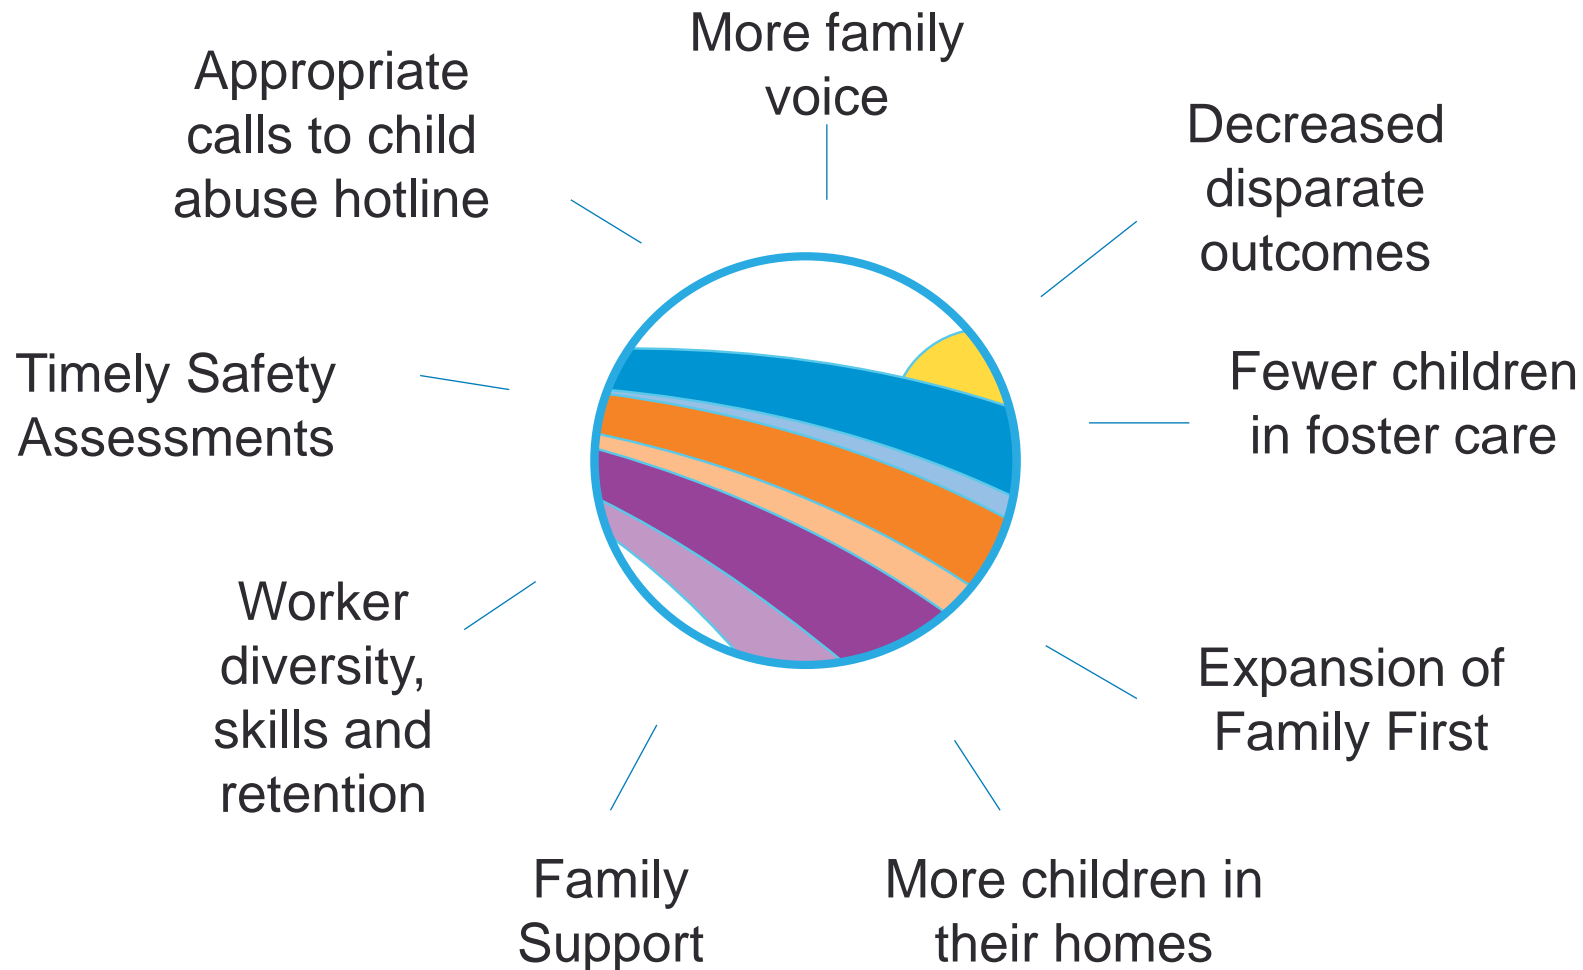 More family
voice
Decreased
disparate
outcomes
Fewer children
in foster care
Expansion of
Family First
More children in
their homes
Family
Support
Worker
diversity,
skills and
retention
Timely Safety
Assessments
Appropriate
calls to child
abuse hotline